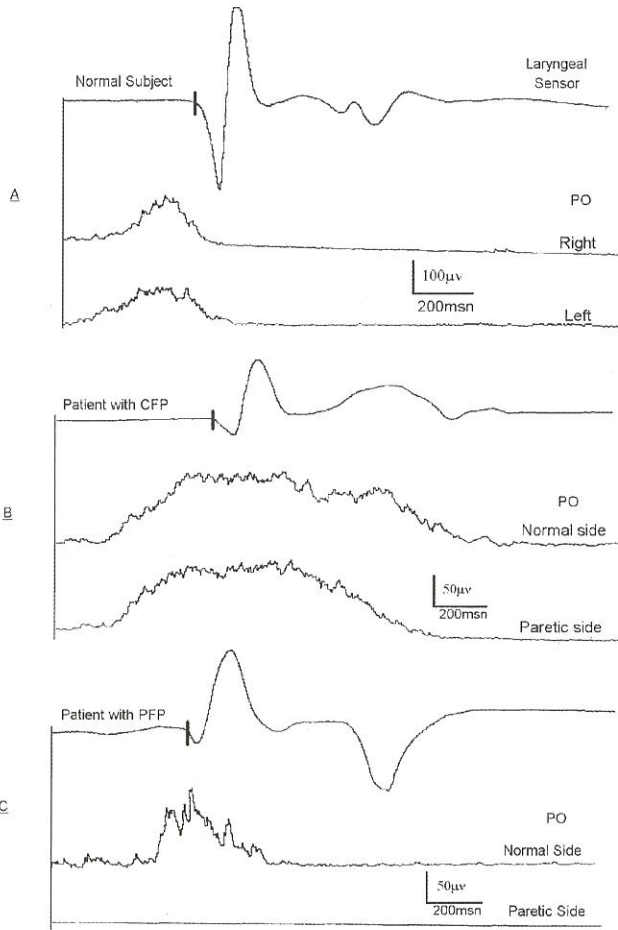 Normal Subject
Laryngeal
Sensor
A
PO
Right
100μv
200msn
Left
Patient with CFP
B
PO
Normal side
50μv
200msn
Paretic side
Patient with PFP
C
PO
Normal Side
50μv
200msn
Paretic Side